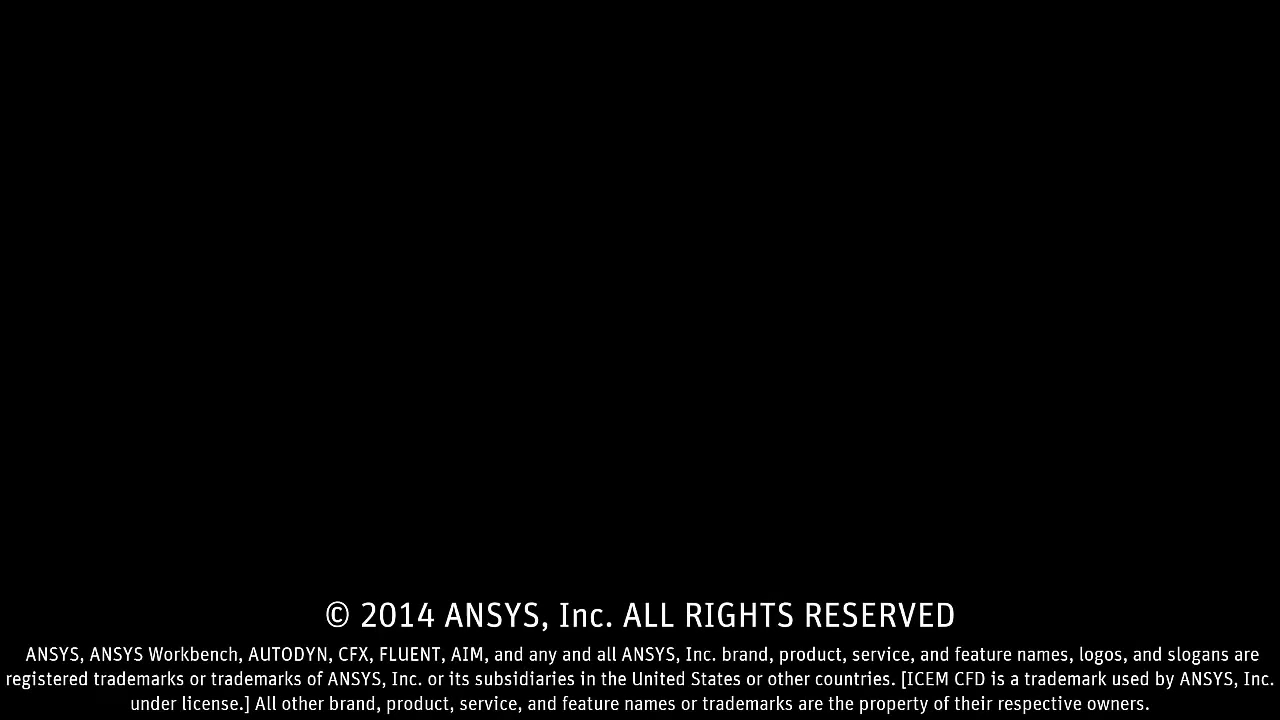 © 2014 ANSYS, Inc. ALL RIGHTS RESERVED
ANSYS, ANSYS Workbench, AUTODYN, CFX, FLUENT, AIM, and any and all ANSYS, Inc. brand, product, service, and feature names, logos, and slogans are
registered trademarks or trademarks of ANSYS, Inc. or its subsidiaries in the United States or other countries. [ICEM CFD is a trademark used by ANSYS, Inc.
under license.] All other brand, product, service, and feature names or trademarks are the property of their respective owners.